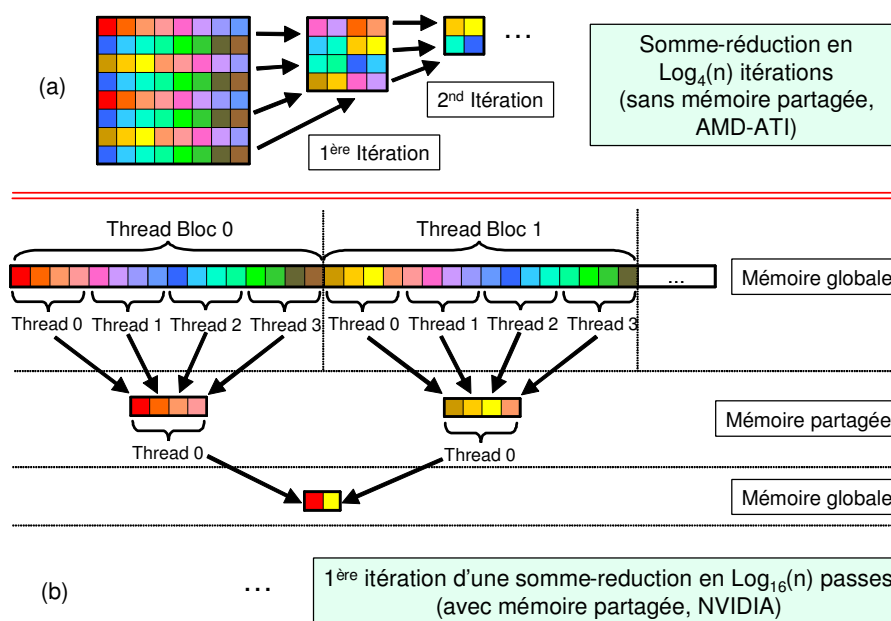 (a)
1ère Itération
2nd Itération
...
Somme-réduction en
Log4(n) itérations
(sans mémoire partagée,
AMD-ATI)
Thread Bloc 0
Thread Bloc 1
...
Mémoire globale
Thread 0 Thread 1 Thread 2 Thread 3 Thread 0 Thread 1 Thread 2 Thread 3
Mémoire partagée
Thread 0 Thread 0
Mémoire globale
(b)
...
1ère itération d'une somme-reduction en Log16(n) passes
(avec mémoire partagée, NVIDIA)